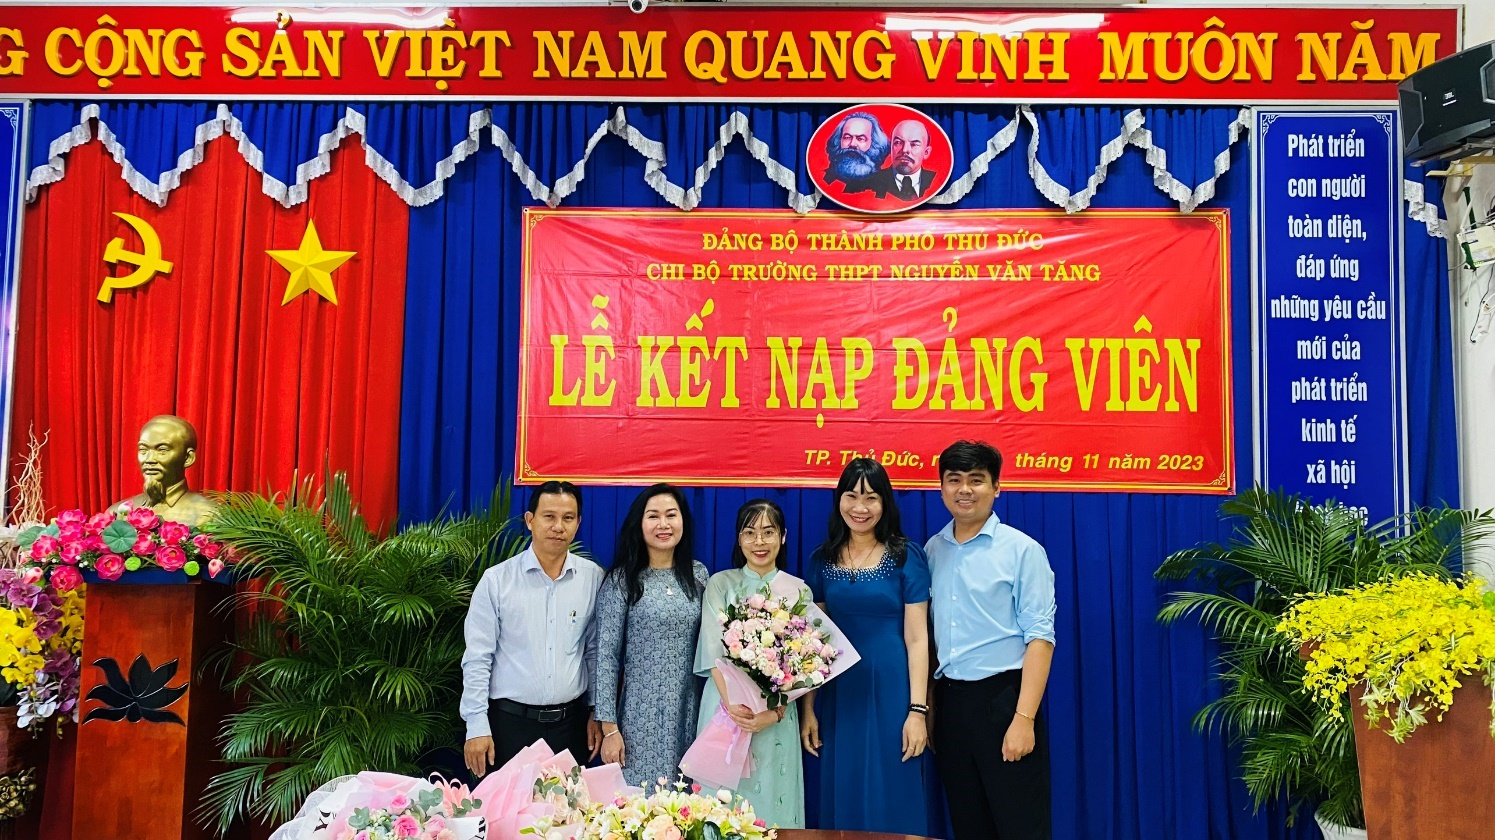 CỘNG SẢN VIỆT NAM QUANG VINH MUÔN NĂM
ĐẢNG BỘ THÀNH PHỐ THỦ ĐỨC
CHI BỘ TRƯỜNG THPT NGUYỄN VĂN TĂNG
LỄ KẾT NẠP ĐẢNG VIÊN
TP. Thủ Đức, tháng 11 năm 2023
Phát triển
con người
toàn diện,
đáp ứng
những yêu cầu
mới của
phát triển
kinh tế
xã hội
JBL